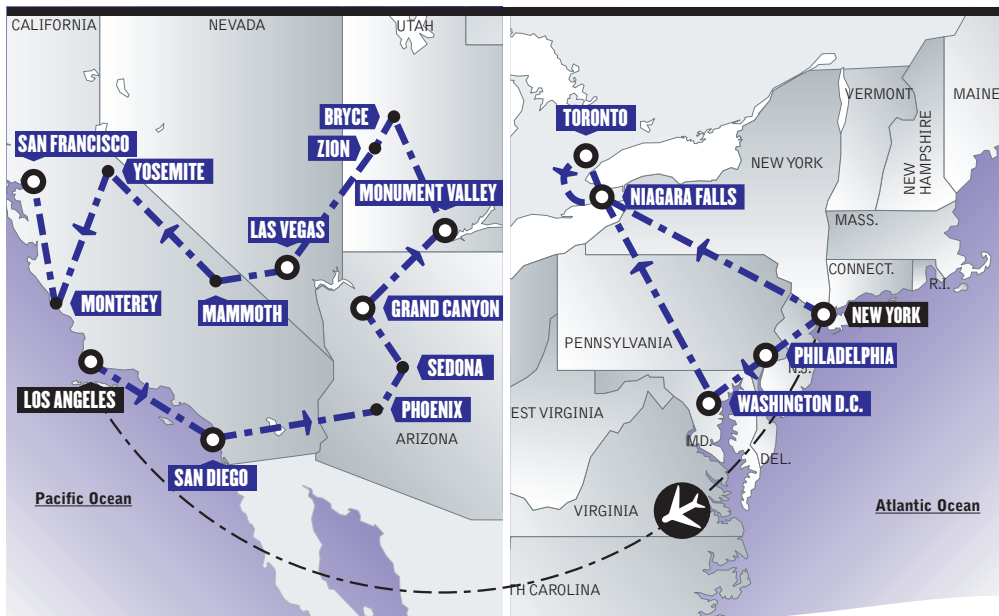 CALIFORNIA
NEVADA
UTAH
BRYCE
ZION
SAN FRANCISCO
YOSEMITE
MONUMENT VALLEY
LAS VEGAS
MONTEREY
MAMMOTH
GRAND CANYON
LOS ANGELES
SEDONA
PHOENIX
ARIZONA
SAN DIEGO
Pacific Ocean
VERMONT
MAINE
TORONTO
NEW YORK
NEW
HAMPSHIRE
NIAGARA FALLS
MASS.
CONNECT.
R.I.
NEW YORK
PENNSYLVANIA
PHILADELPHIA
N.J.
WASHINGTON D.C.
EST VIRGINIA
MD.
DEL.
VIRGINIA
Atlantic Ocean
TH CAROLINA